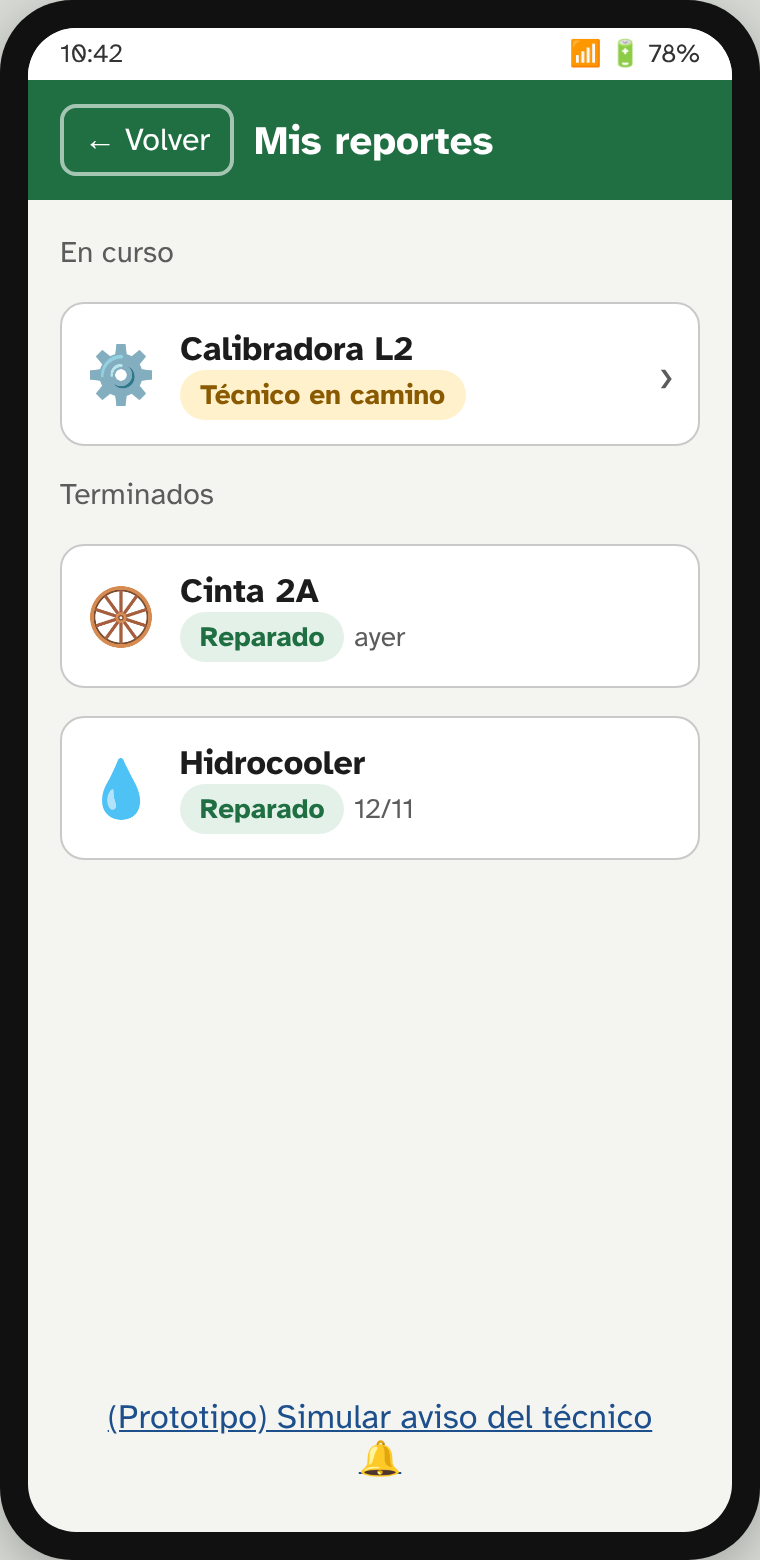 10:42 78%
← Volver Mis reportes
En curso
Calibradora L2
Técnico en camino
›
Terminados
Cinta 2A
Reparado ayer
Hidrocooler
Reparado 12/11
(Prototipo) Simular aviso del técnico
🔔